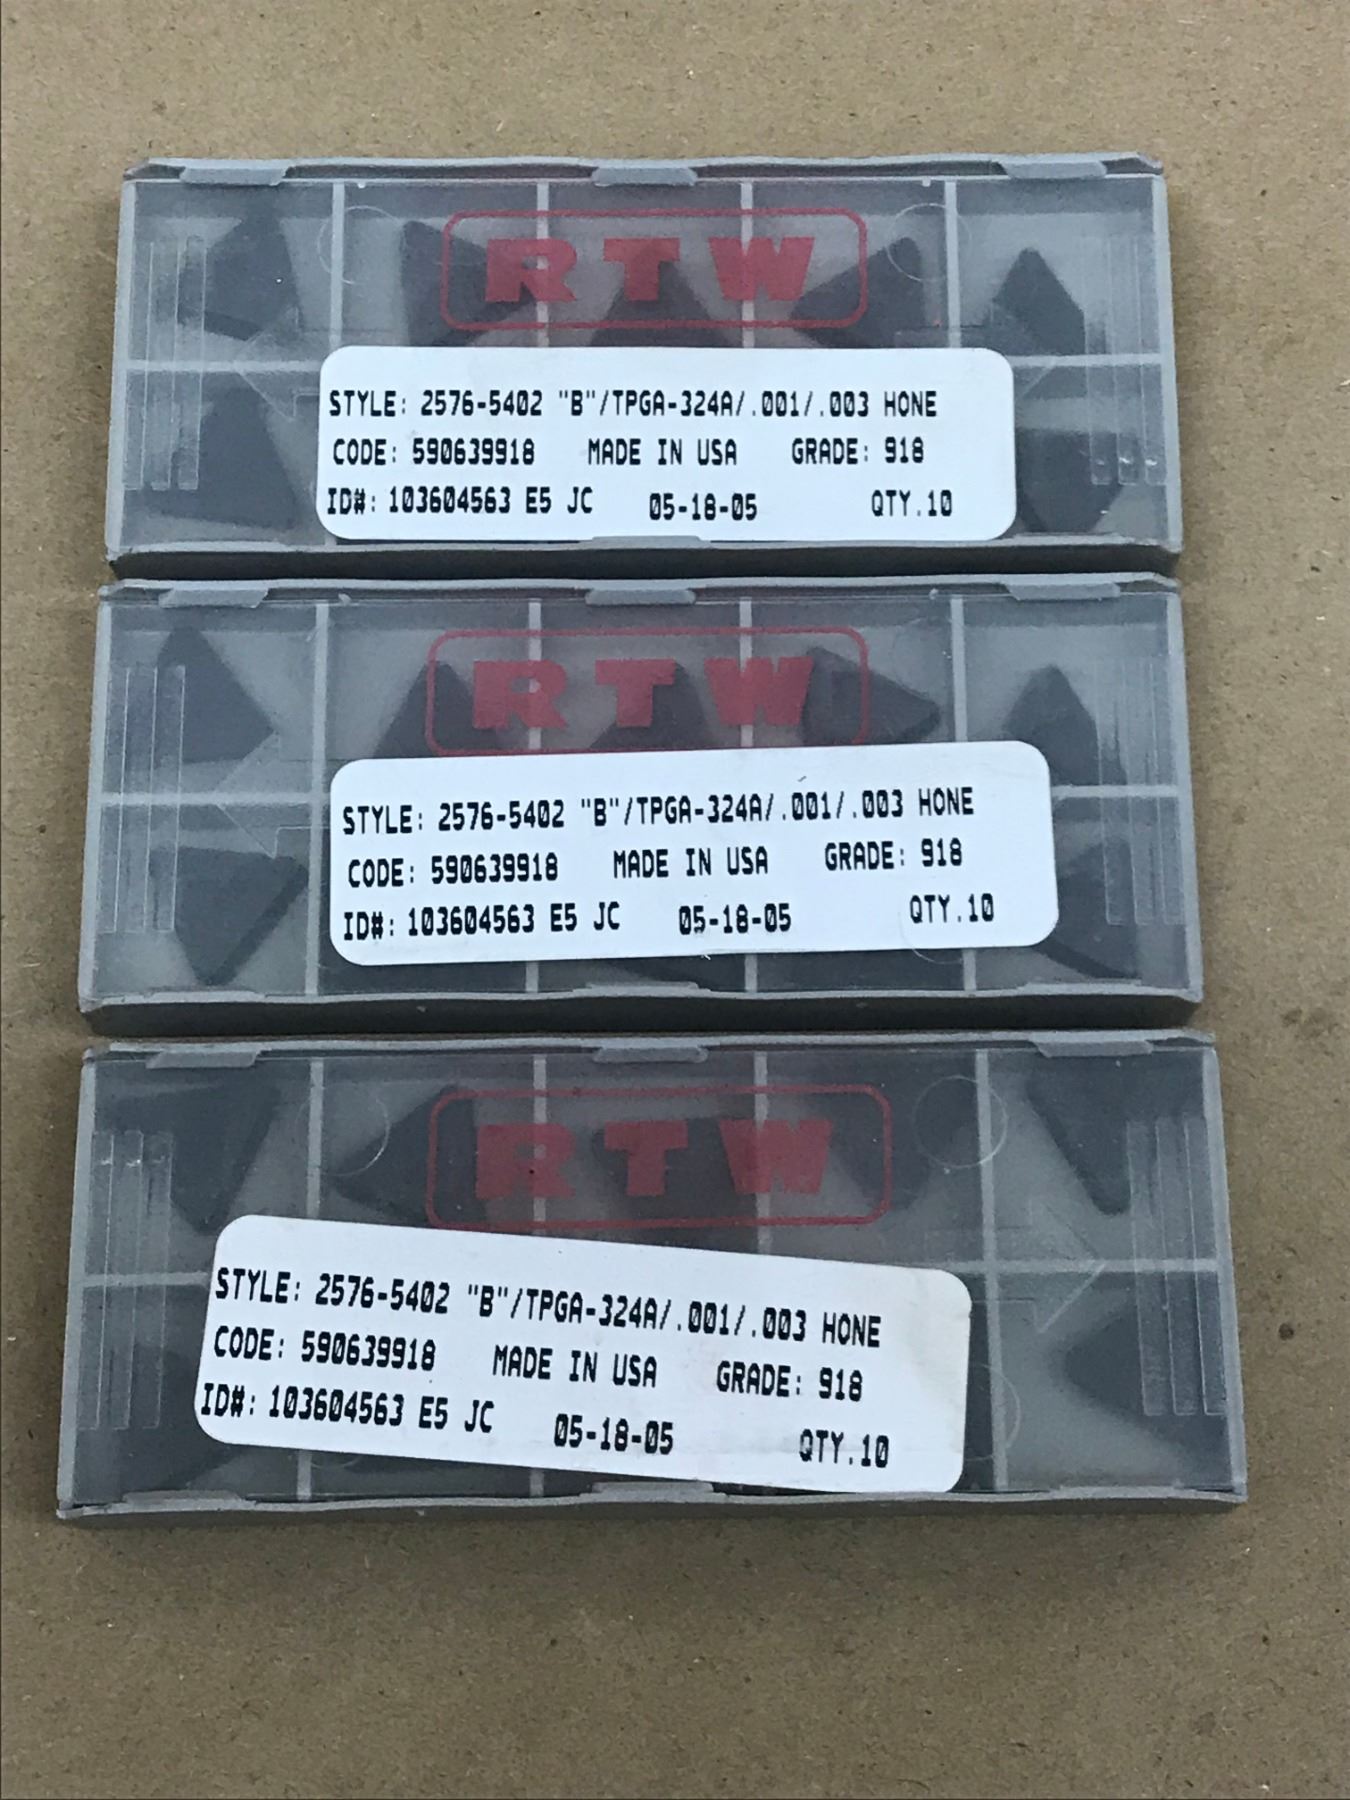 RTW
STYLE: 2576-5402 "B"/TPGA-324A/.001/.003 HONE
CODE: 590639918 MADE IN USA GRADE: 918
ID#: 103604563 E5 JC 05-18-05 QTY.10
RTW
STYLE: 2576-5402 "B"/TPGA-324A/.001/.003 HONE
CODE: 590639918 MADE IN USA GRADE: 918
ID#: 103604563 E5 JC 05-18-05 QTY.10
RTW
STYLE: 2576-5402 "B"/TPGA-324A/.001/.003 HONE
CODE: 590639918 MADE IN USA GRADE: 918
ID#: 103604563 E5 JC 05-18-05 QTY.10